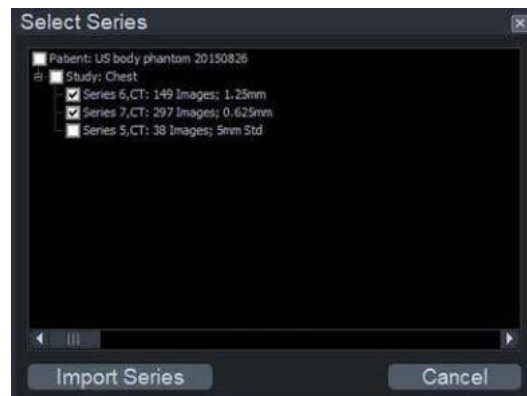 Select Series
Patient: US body phantom 20150826
Study: Chest
Series 6,CT: 149 Images; 1.25mm
Series 7,CT: 297 Images; 0.625mm
Series 5,CT: 38 Images; 5mm Std
Import Series
Cancel